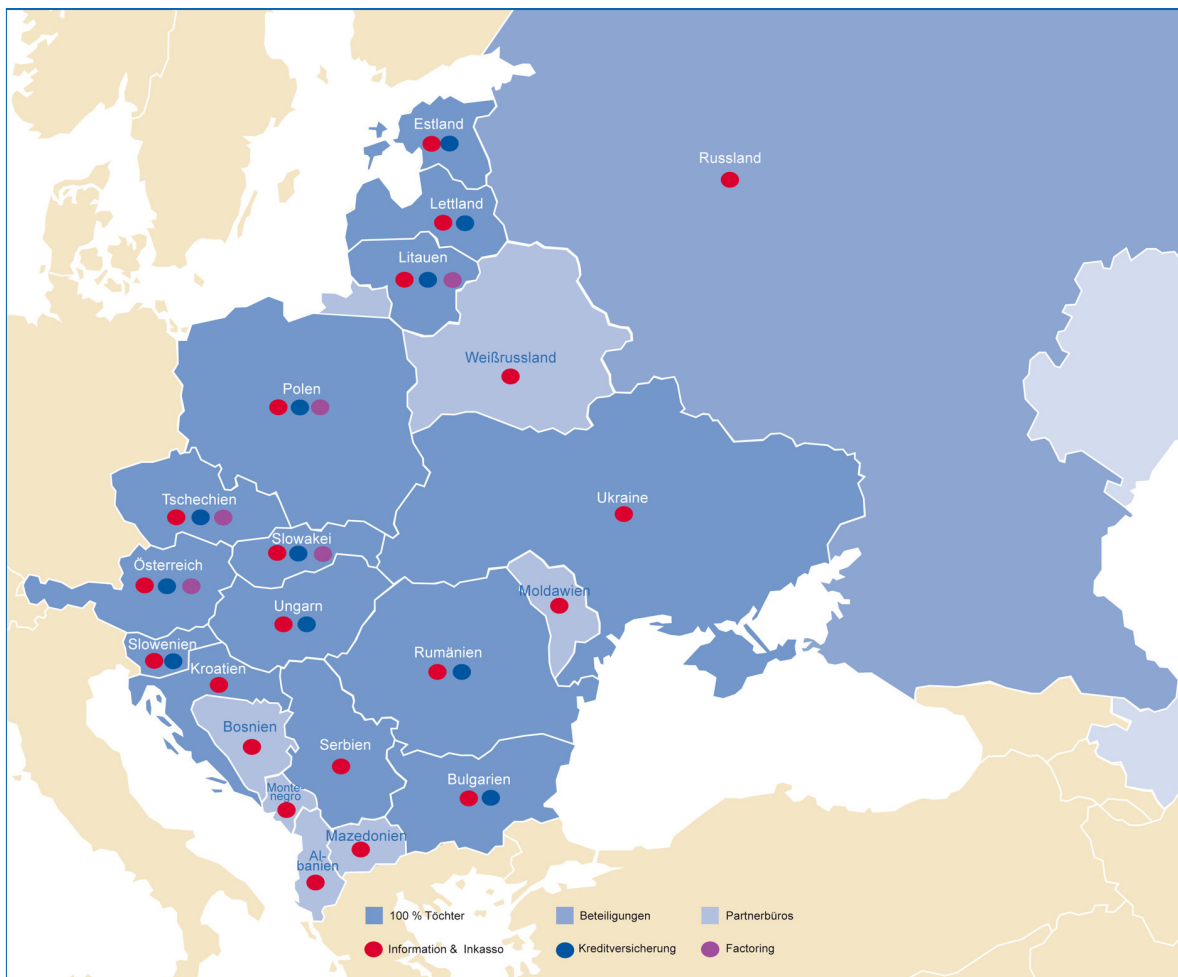 Estland
Russland
Lettland
Litauen
Weißrussland
Polen
Tschechien
Ukraine
Slowakei
Österreich
Moldawien
Ungarn
Slowenien
Rumänien
Kroatien
Bosnien
Serbien
Bulgarien
Monte-
negro
Mazedonien
Al-
banien
100 % Töchter
Beteiligungen
Partnerbüros
Information & Inkasso
Kreditversicherung
Factoring